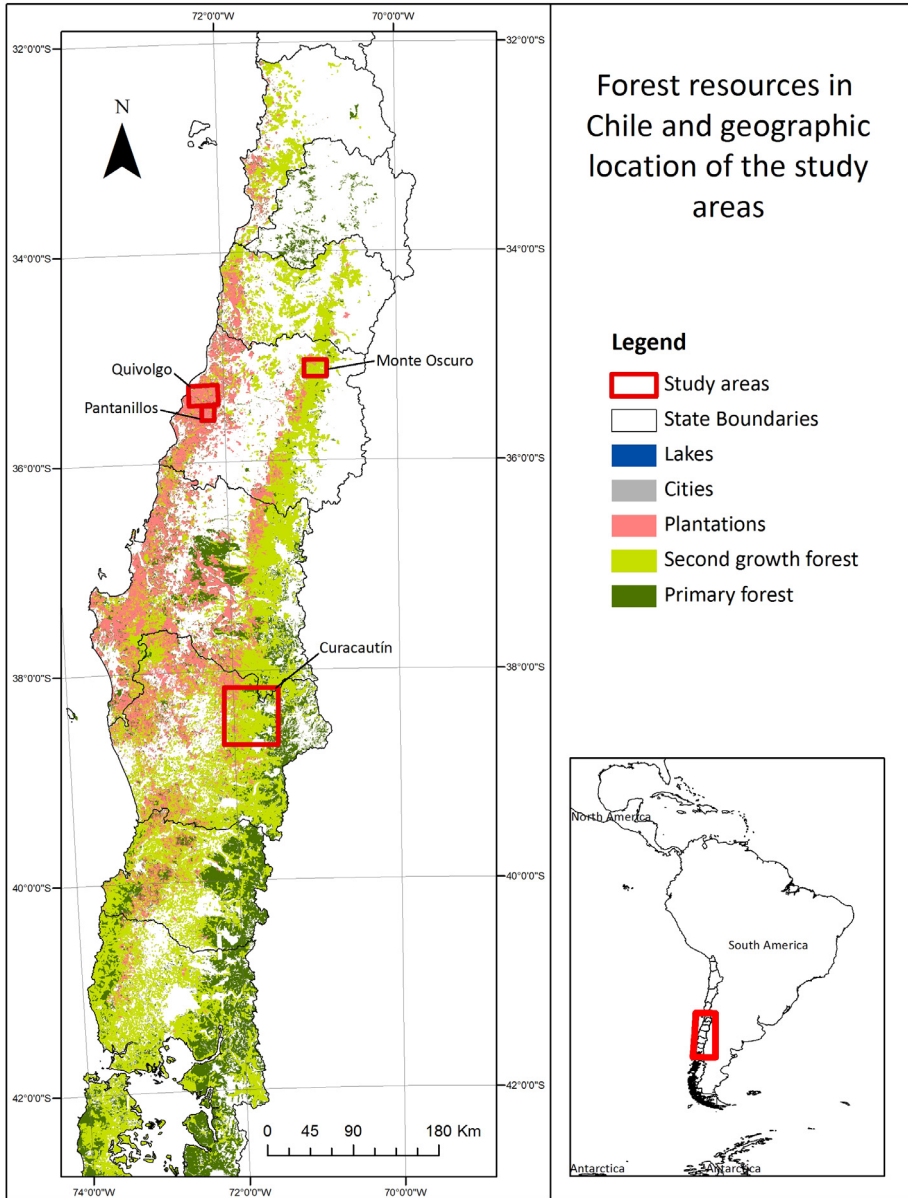 72°0'0"W
70°0'0"W
32°0'0"S
32°0'0"S
N
34°0'0"S
34°0'0"S
Quivolgo
Monte Oscuro
Pantanillos
36°0'0"S
36°0'0"S
Curacautín
38°0'0"S
38°0'0"S
40°0'0"S
40°0'0"S
42°0'0"S
42°0'0"S
0 45 90 180 Km
74°0'0"W
72°0'0"W
70°0'0"W
Forest resources in
Chile and geographic
location of the study
areas
Legend
Study areas
State Boundaries
Lakes
Cities
Plantations
Second growth forest
Primary forest
North America
South America
Antarctica
Antarctica